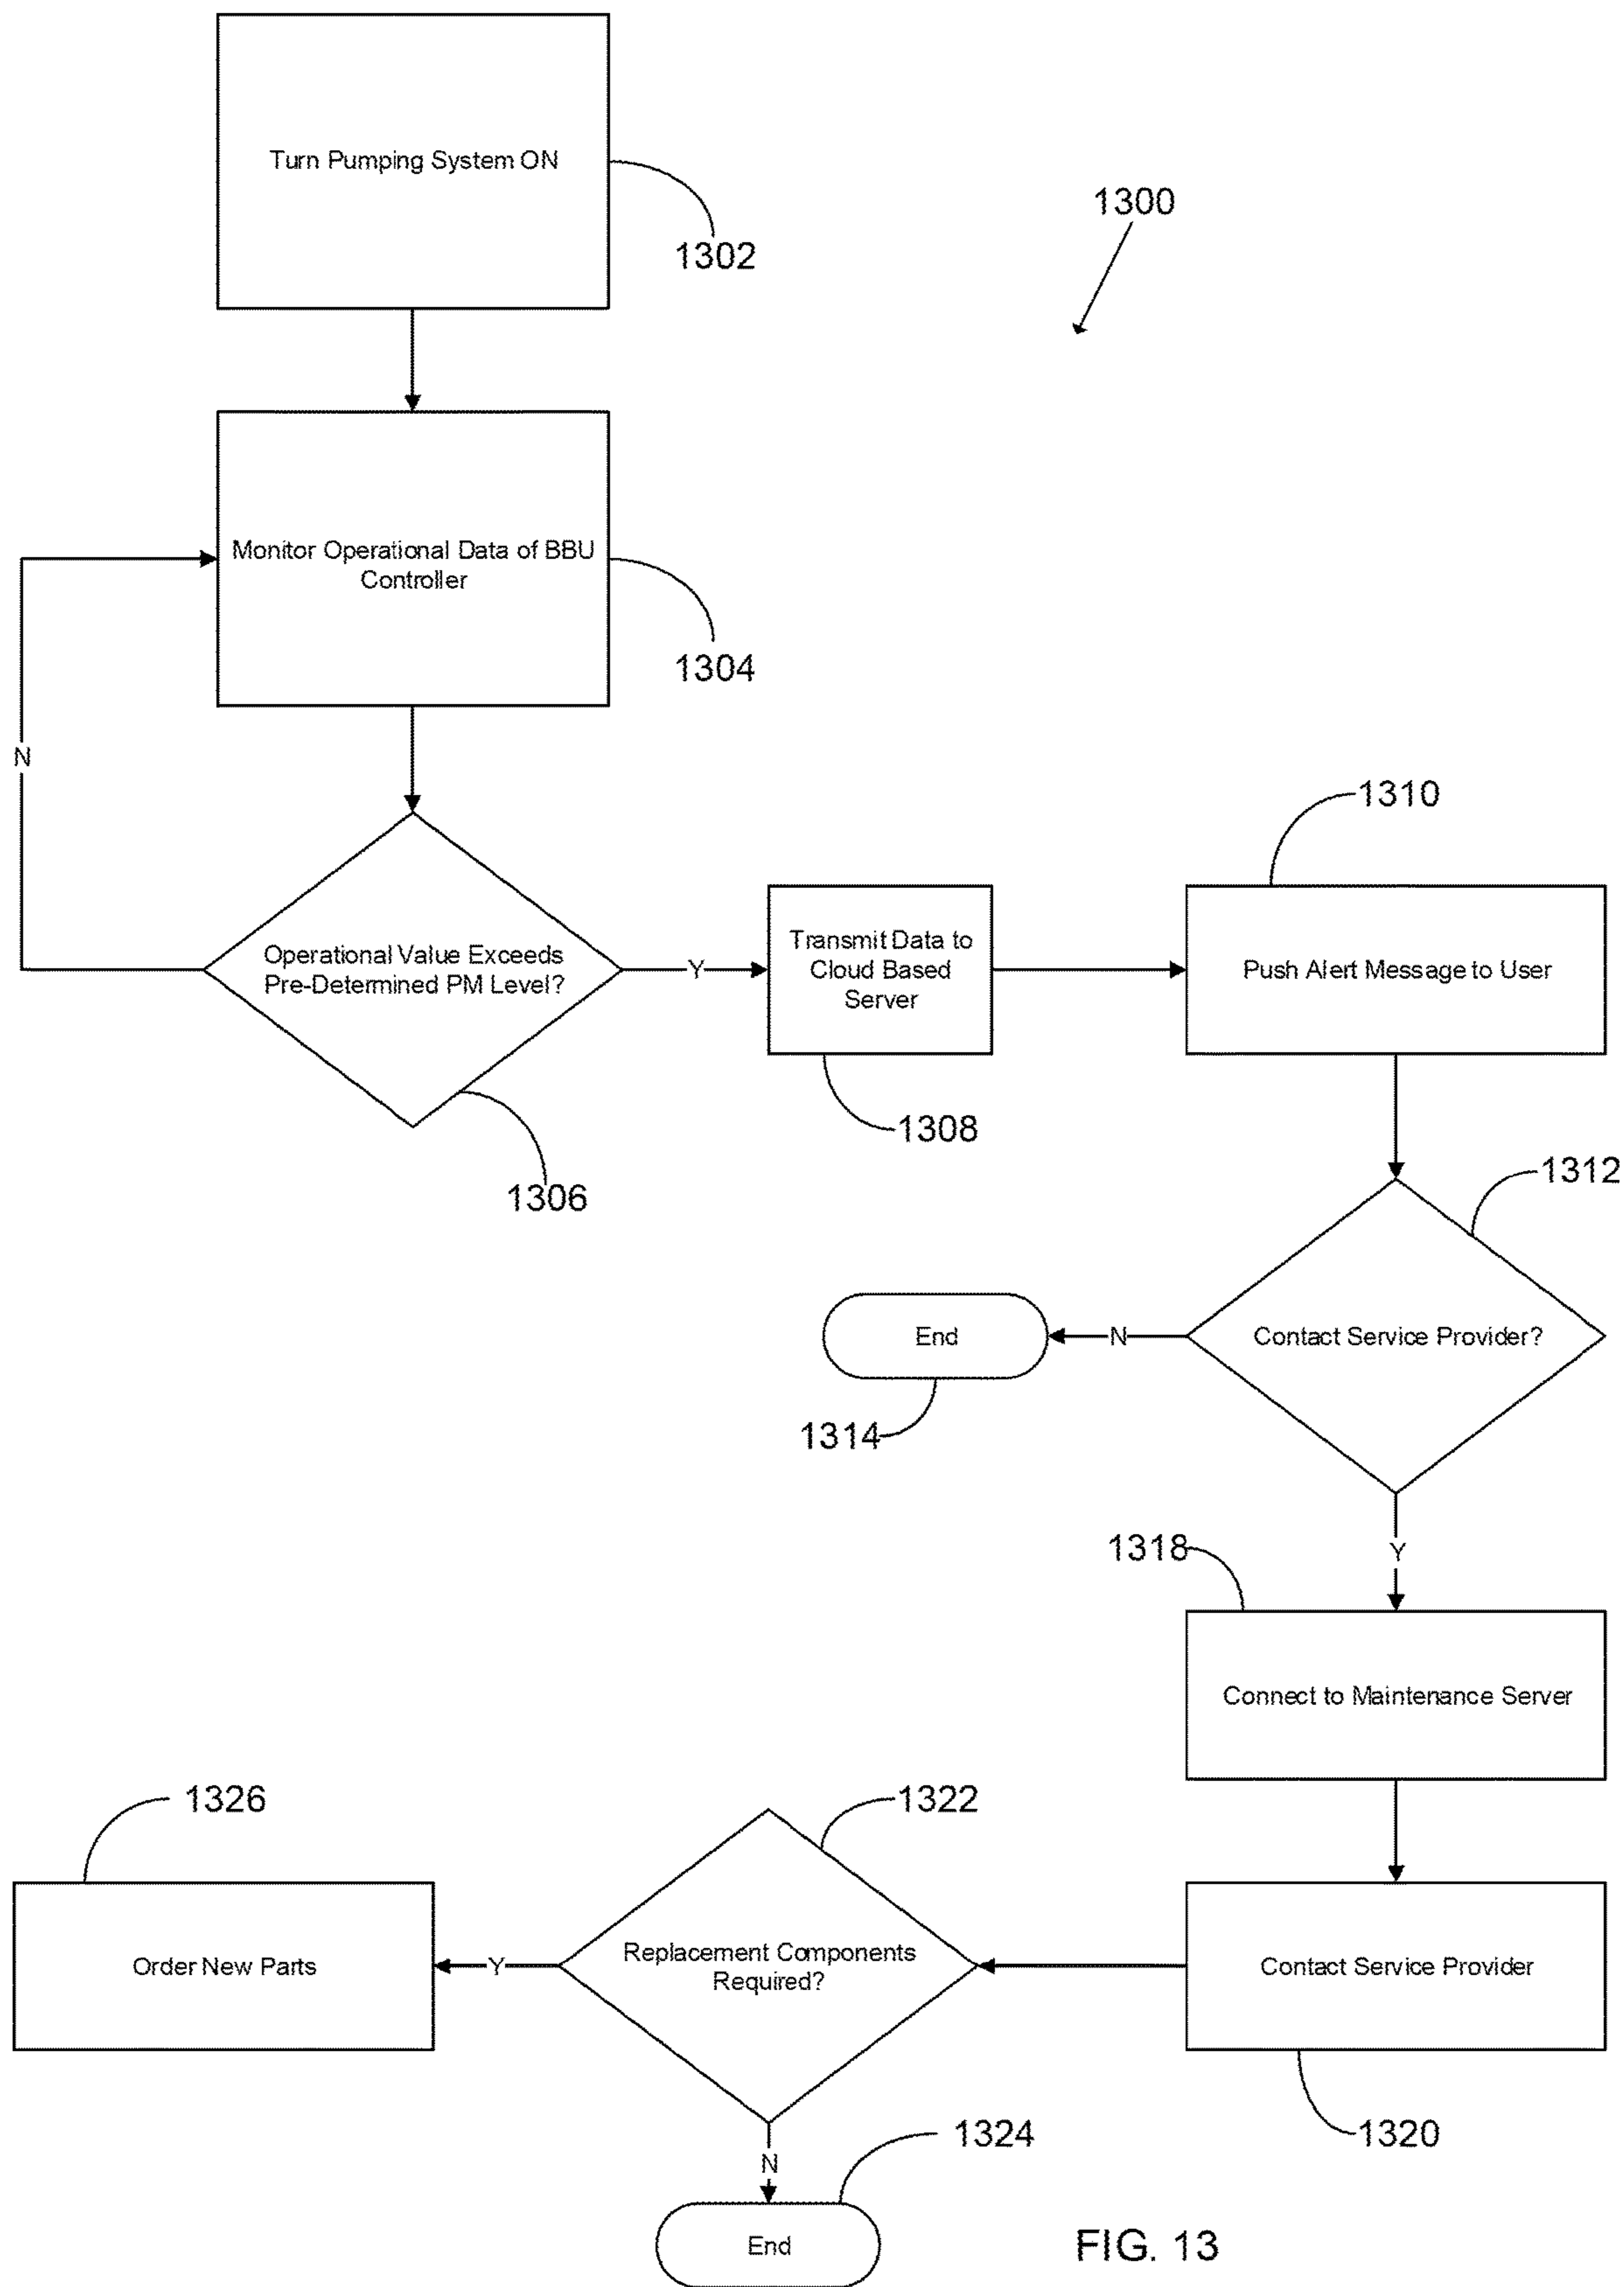 Turn Pumping System ON
1302
1300
Monitor Operational Data of BBU
Controller
1304
N
Operational Value Exceeds
Pre-Determined PM Level?
1306
Y
Transmit Data to
Cloud Based
Server
1308
1310
Push Alert Message to User
1312
Contact Service Provider?
N
End
1314
Y
1318
Connect to Maintenance Server
Contact Service Provider
1320
1322
Replacement Components
Required?
Y
1326
Order New Parts
N
1324
End
FIG. 13